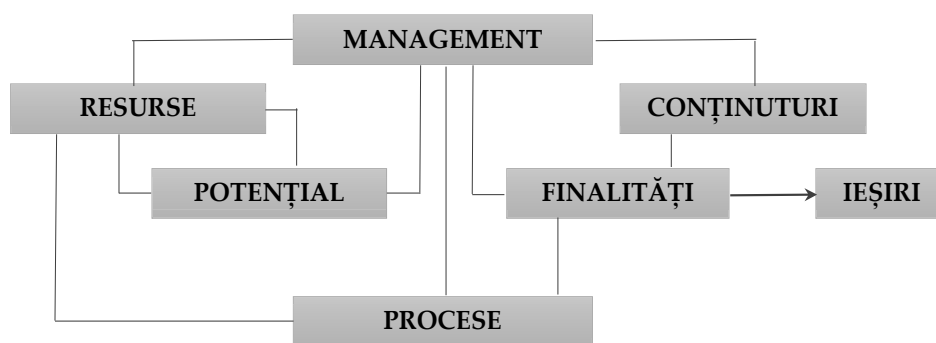 MANAGEMENT
RESURSE
CONȚINUTURI
POTENȚIAL
FINALITĂȚI
IEȘIRI
PROCESE